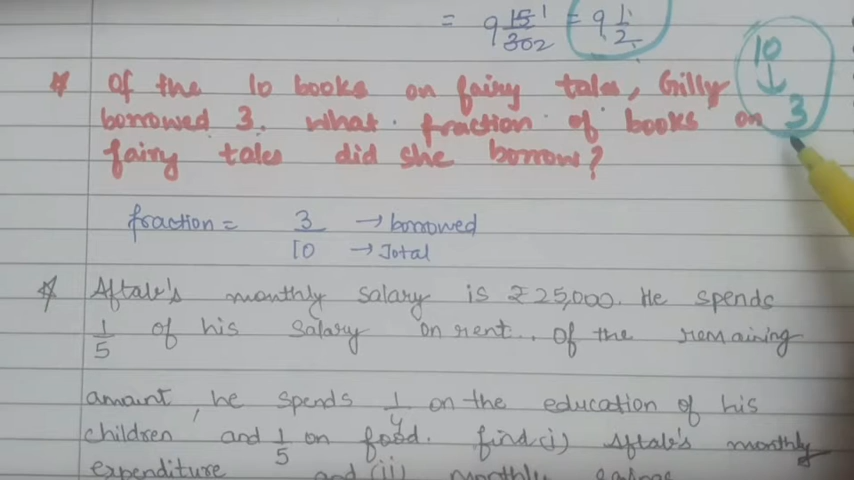 = 9 15/302 1 = 9 1/2
10
↓
3
* Of the 10 books on fairy tales, Gilly
borrowed 3. What fraction of books on
fairy tales did she borrow?
fraction = 3/10 → borrowed → Total
* Aftab's monthly salary is ₹25,000. He spends
1/5 of his salary on rent. Of the remaining
amount, he spends 1/4 on the education of his
children and 1/5 on food. find (i) Aftab's monthly
expenditure and (ii) monthly